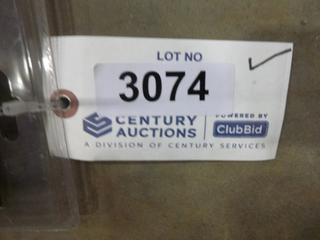 LOT NO
3074
CENTURY
AUCTIONS
POWERED BY
ClubBid
A DIVISION OF CENTURY SERVICES